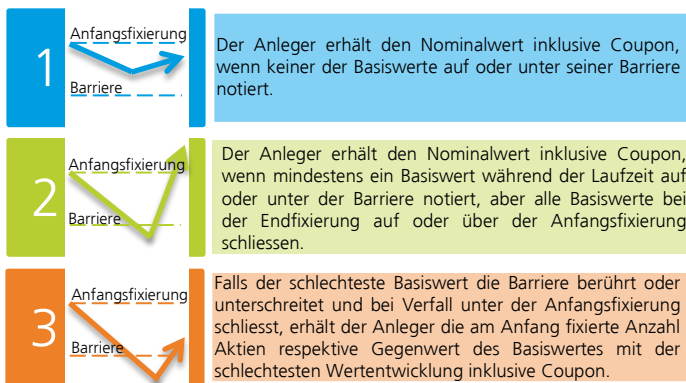 1
Anfangsfixierung
Barriere
Der Anleger erhält den Nominalwert inklusive Coupon,
wenn keiner der Basiswerte auf oder unter seiner Barriere
notiert.
2
Anfangsfixierung
Barriere
Der Anleger erhält den Nominalwert inklusive Coupon,
wenn mindestens ein Basiswert während der Laufzeit auf
oder unter der Barriere notiert, aber alle Basiswerte bei
der Endfixierung auf oder über der Anfangsfixierung
schliessen.
3
Anfangsfixierung
Barriere
Falls der schlechteste Basiswert die Barriere berührt oder
unterschreitet und bei Verfall unter der Anfangsfixierung
schliesst, erhält der Anleger die am Anfang fixierte Anzahl
Aktien respektive Gegenwert des Basiswertes mit der
schlechtesten Wertentwicklung inklusive Coupon.